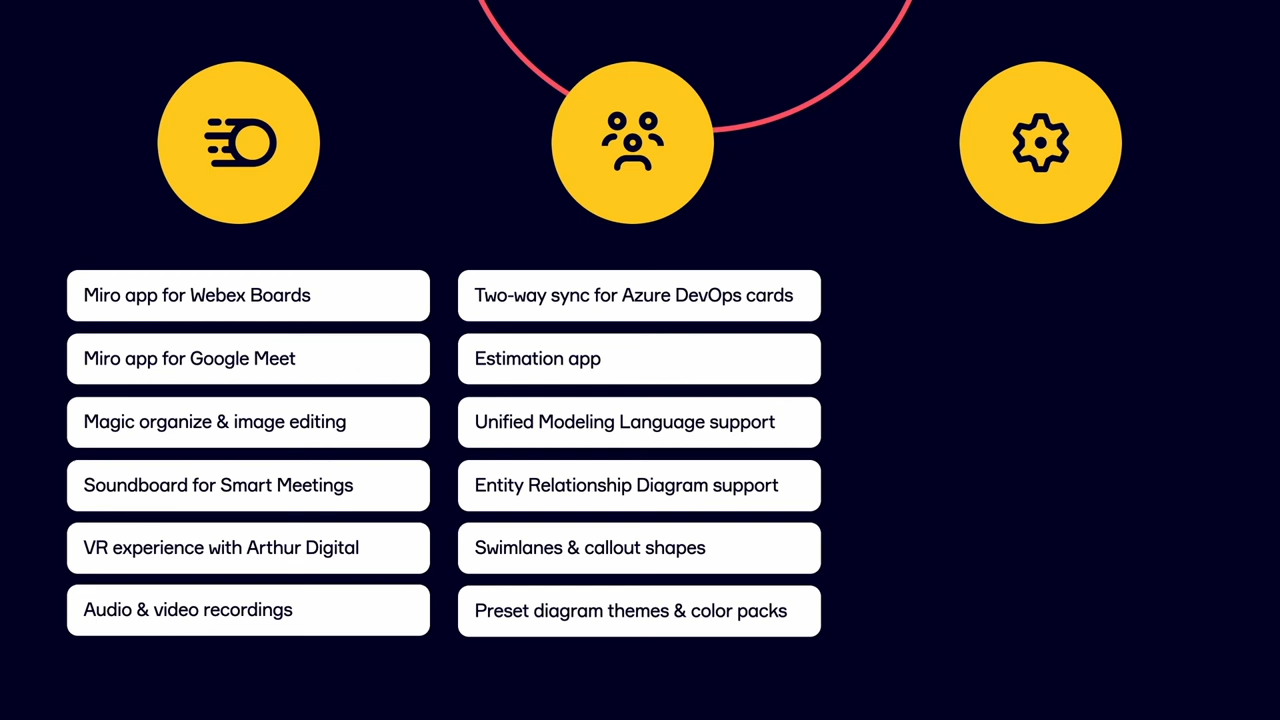 Miro app for Webex Boards
Miro app for Google Meet
Magic organize & image editing
Soundboard for Smart Meetings
VR experience with Arthur Digital
Audio & video recordings
Two-way sync for Azure DevOps cards
Estimation app
Unified Modeling Language support
Entity Relationship Diagram support
Swimlanes & callout shapes
Preset diagram themes & color packs